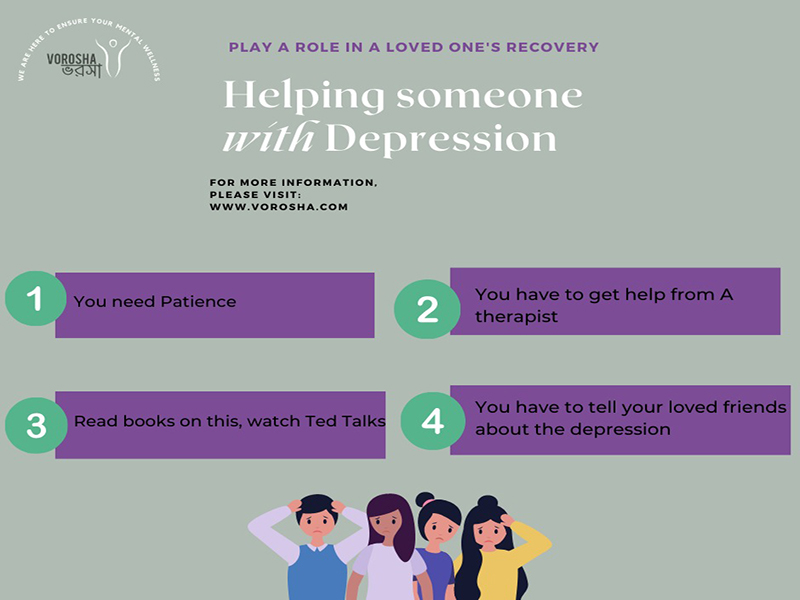 WE ARE HERE TO ENSURE YOUR MENTAL WELLNESS
VOROSHA
ভরসা
PLAY A ROLE IN A LOVED ONE'S RECOVERY
Helping someone
with Depression
FOR MORE INFORMATION,
PLEASE VISIT:
WWW.VOROSHA.COM
1
You need Patience
2
You have to get help from A
therapist
3
Read books on this, watch Ted Talks
4
You have to tell your loved friends
about the depression